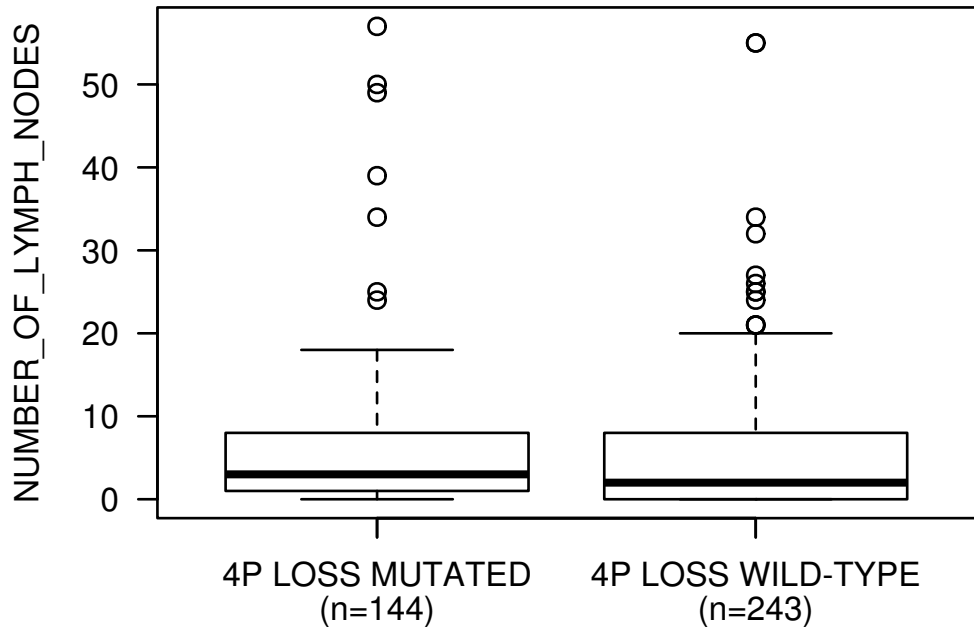 NUMBER_OF_LYMPH_NODES
50
40
30
20
10
0
4P LOSS MUTATED
(n=144)
4P LOSS WILD-TYPE
(n=243)